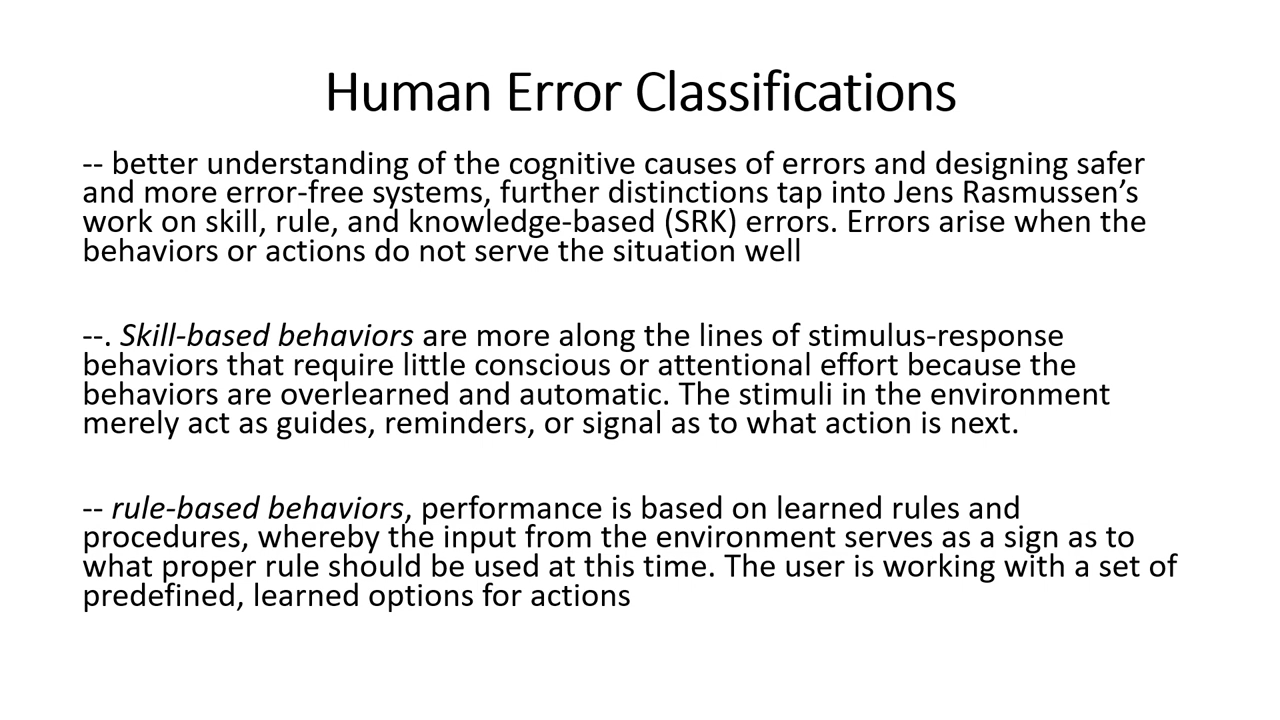 Human Error Classifications
-- better understanding of the cognitive causes of errors and designing safer
and more error-free systems, further distinctions tap into Jens Rasmussen’s
work on skill, rule, and knowledge-based (SRK) errors. Errors arise when the
behaviors or actions do not serve the situation well
--. Skill-based behaviors are more along the lines of stimulus-response
behaviors that require little conscious or attentional effort because the
behaviors are overlearned and automatic. The stimuli in the environment
merely act as guides, reminders, or signal as to what action is next.
-- rule-based behaviors, performance is based on learned rules and
procedures, whereby the input from the environment serves as a sign as to
what proper rule should be used at this time. The user is working with a set of
predefined, learned options for actions